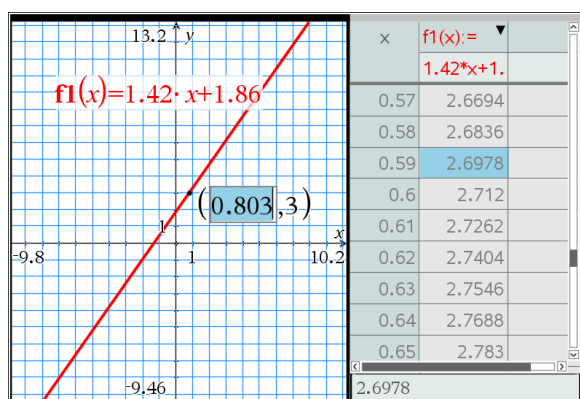 13.2 y
f1(x)=1.42· x+1.86
(0.803,3)
1
x
-9.8 1 10.2
-9.46
x f1(x):= ▼
1.42*x+1.
0.57 2.6694
0.58 2.6836
0.59 2.6978
0.6 2.712
0.61 2.7262
0.62 2.7404
0.63 2.7546
0.64 2.7688
0.65 2.783
2.6978